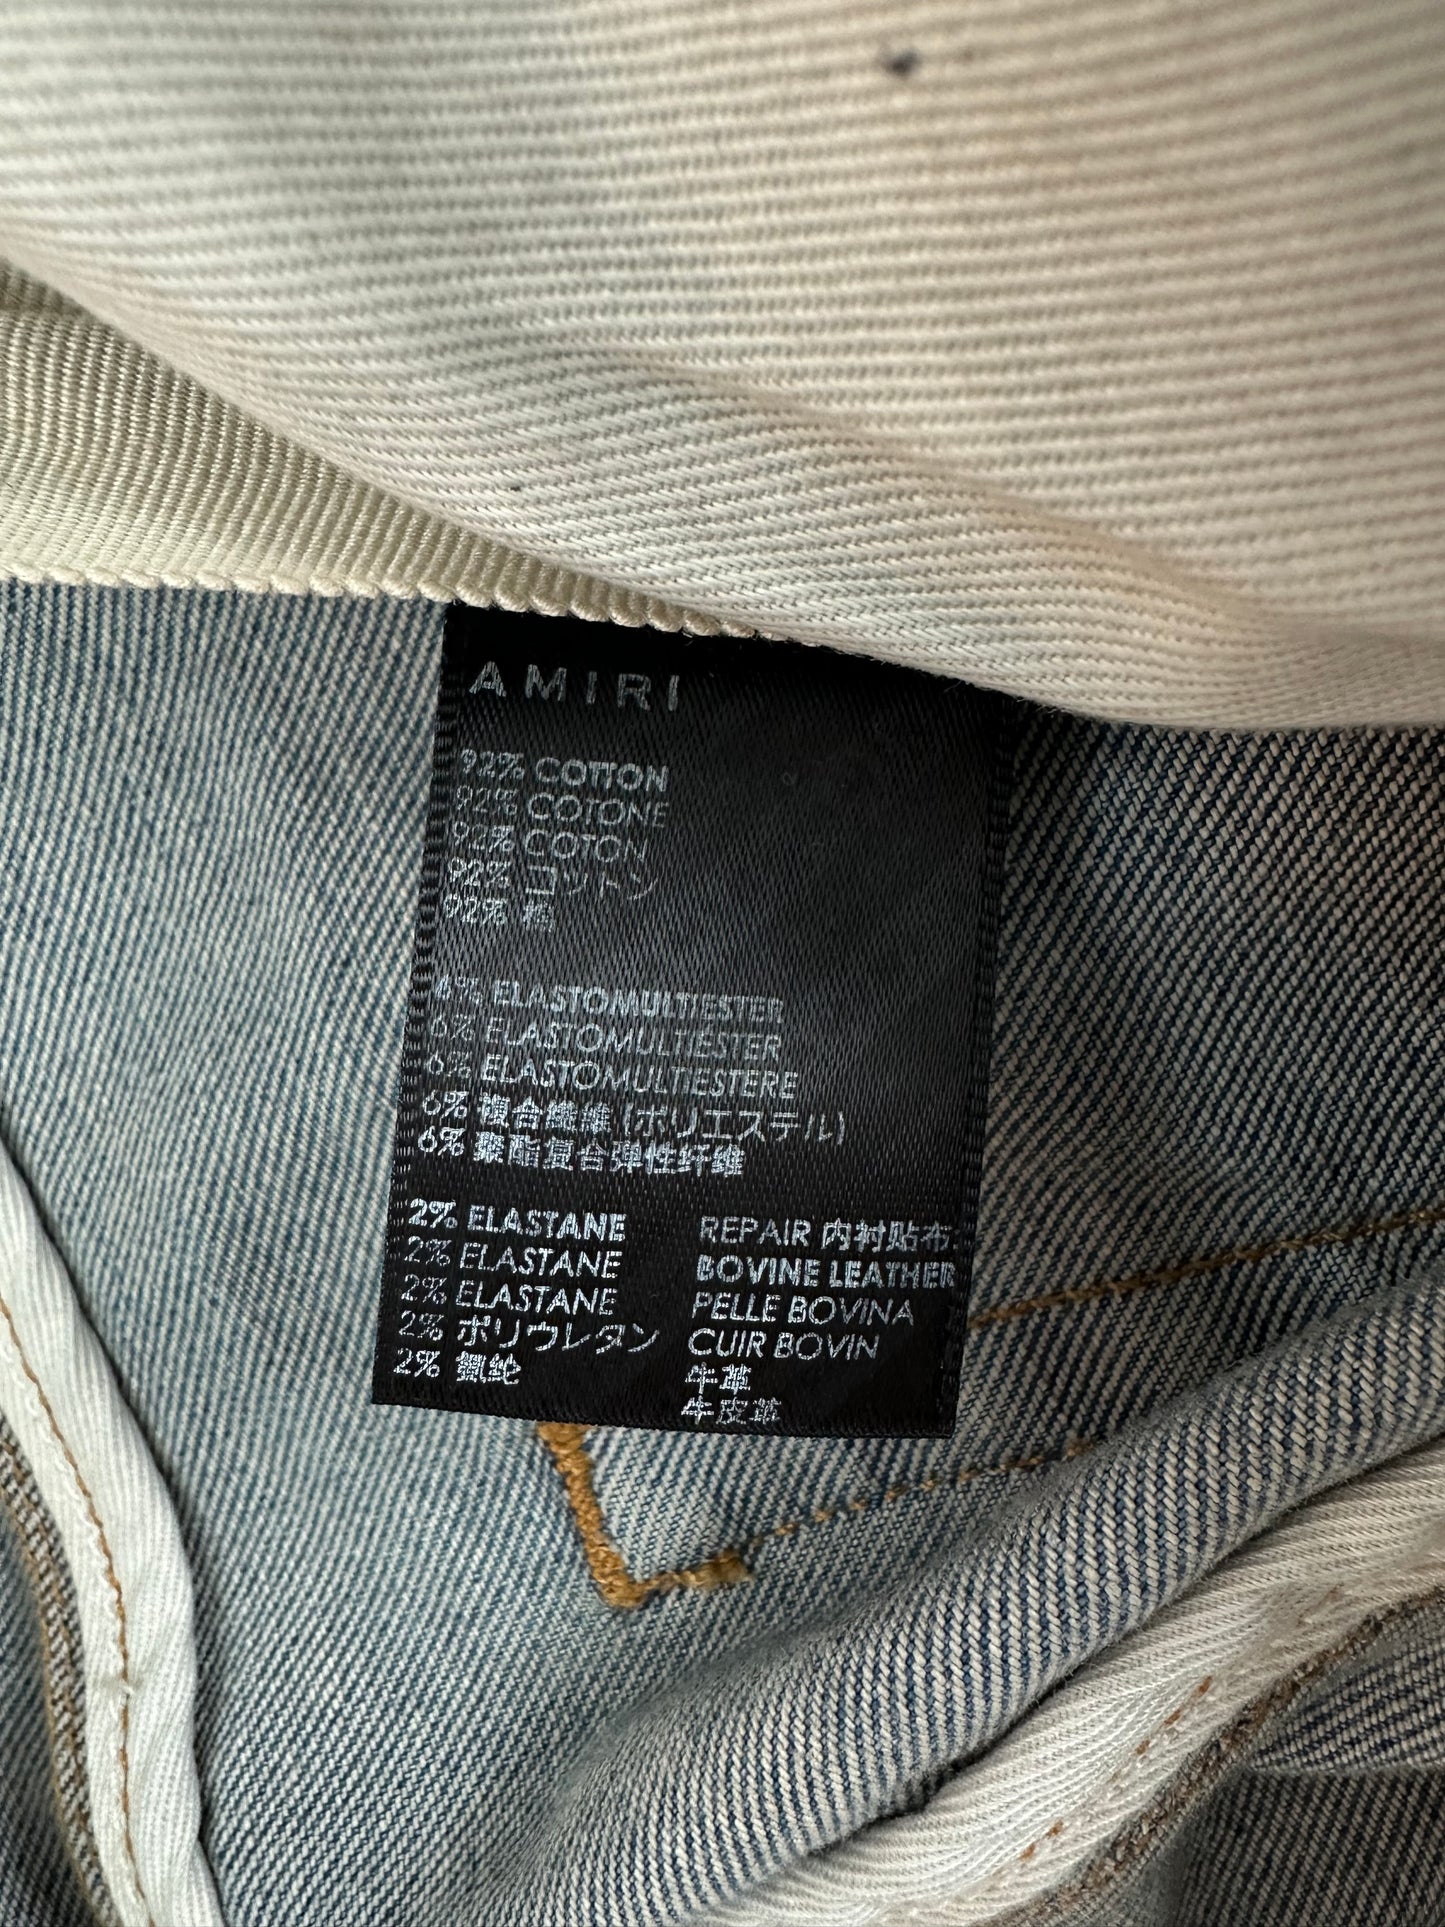 AMIRI
92% COTTON
92% COTONE
92% COTON
92% コットン
92% 棉
6% ELASTOMULTIESTER
6% ELASTOMULTIESTER
6% ELASTOMULTIESTERE
6% 複合繊維 (ポリエステル)
6% 聚酯复合弹性纤维
2% ELASTANE
2% ELASTANE
2% ELASTANE
2% ポリウレタン
2% 氨纶
REPAIR 内衬贴布:
BOVINE LEATHER
PELLE BOVINA
CUIR BOVIN
牛革
牛皮革